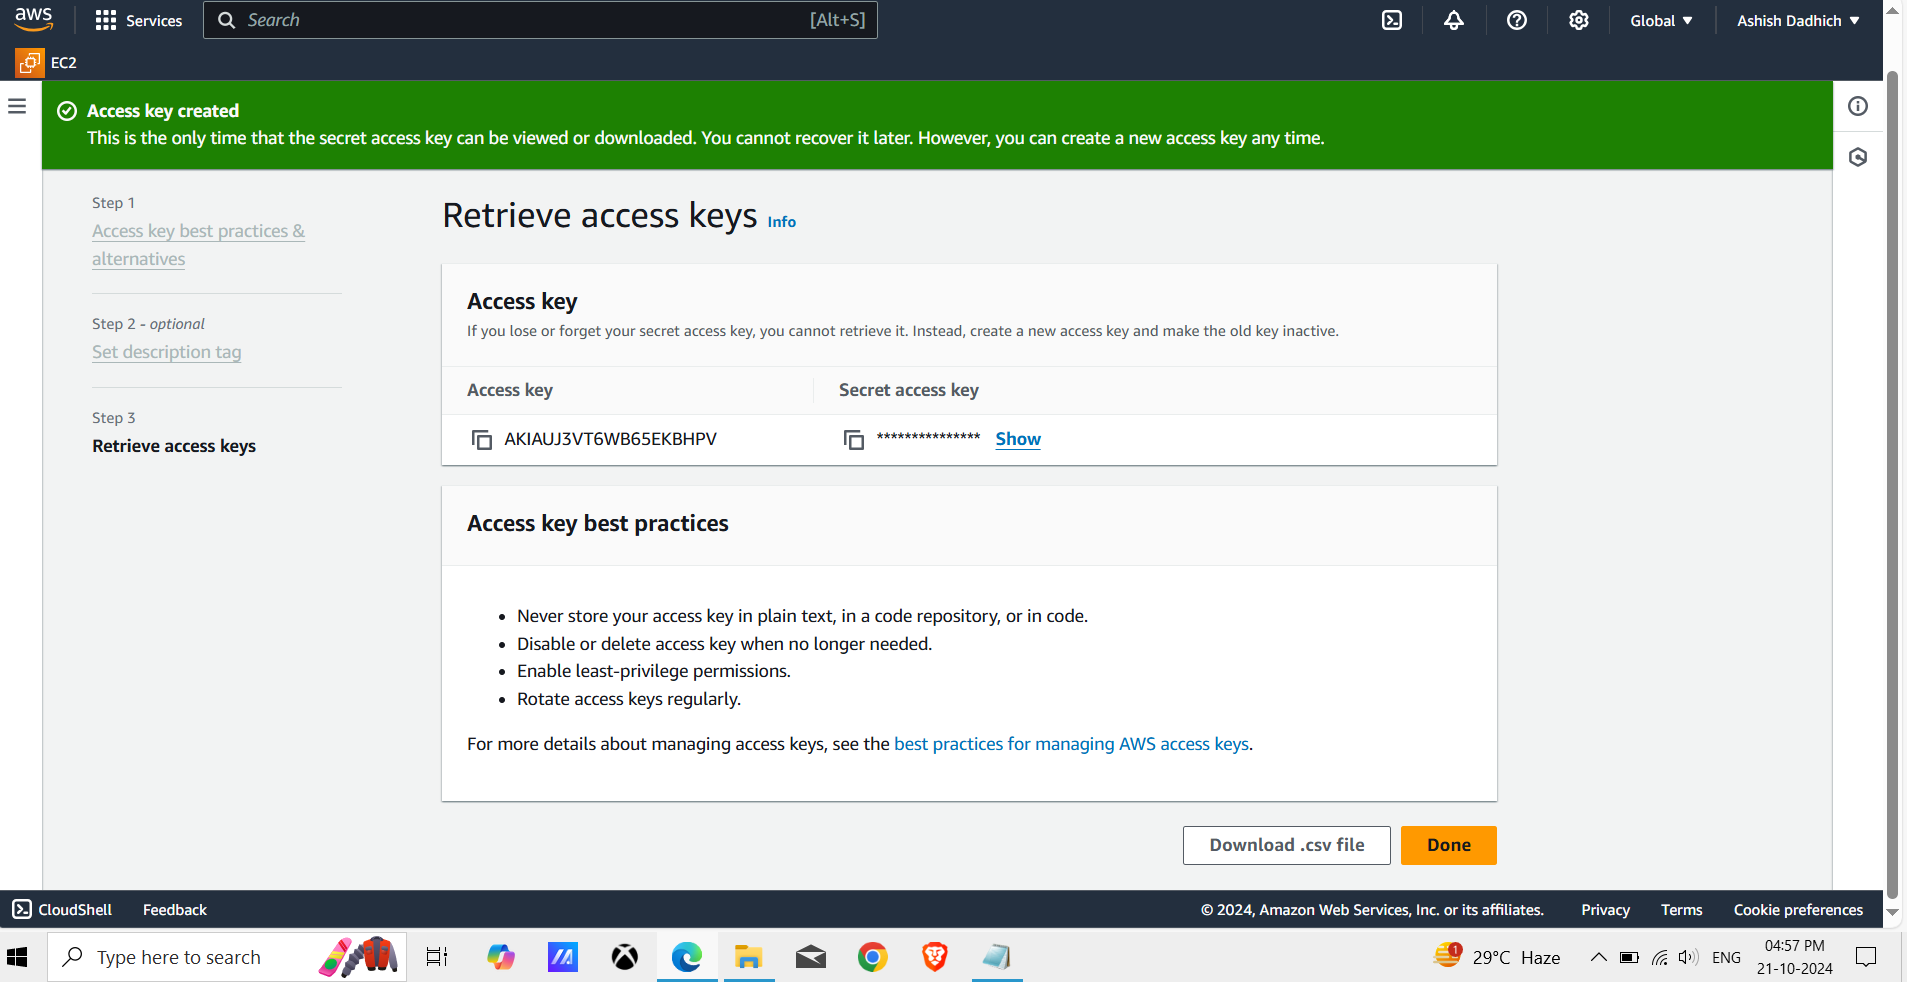 aws
Services
Search
[Alt+S]
Global
Ashish Dadhich
EC2
Access key created
This is the only time that the secret access key can be viewed or downloaded. You cannot recover it later. However, you can create a new access key any time.
Step 1
Access key best practices &
alternatives
Step 2 - optional
Set description tag
Step 3
Retrieve access keys
Retrieve access keys Info
Access key
If you lose or forget your secret access key, you cannot retrieve it. Instead, create a new access key and make the old key inactive.
Access key
Secret access key
AKIAUJ3VT6WB65EKBHPV
*************** Show
Access key best practices
• Never store your access key in plain text, in a code repository, or in code.
• Disable or delete access key when no longer needed.
• Enable least-privilege permissions.
• Rotate access keys regularly.
For more details about managing access keys, see the best practices for managing AWS access keys.
Download .csv file
Done
CloudShell
Feedback
© 2024, Amazon Web Services, Inc. or its affiliates.
Privacy
Terms
Cookie preferences
Type here to search
1
29°C Haze
ENG
04:57 PM
21-10-2024